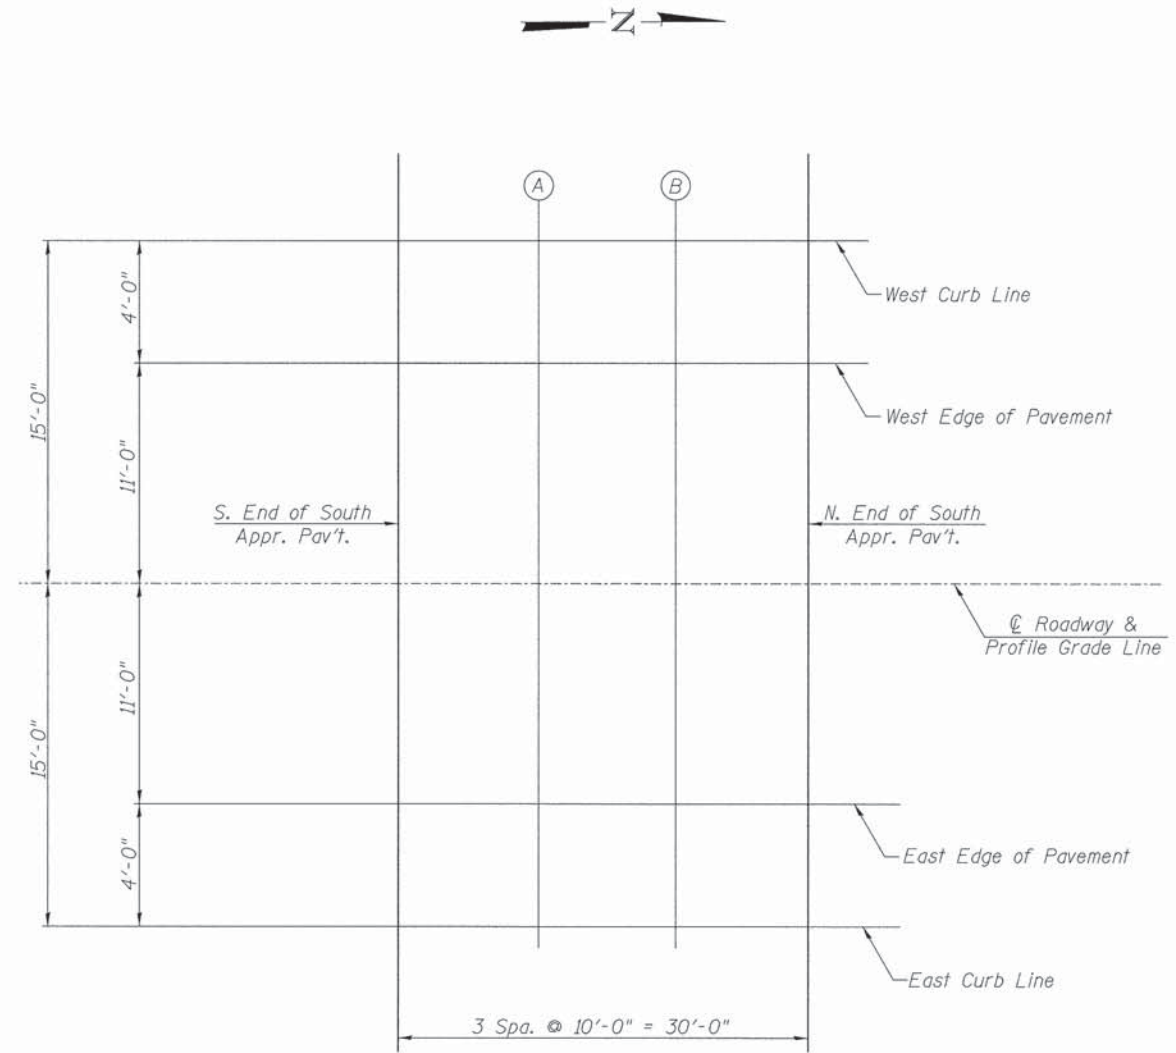 N
A
B
4'-0"
West Curb Line
15'-0"
11'-0"
West Edge of Pavement
S. End of South
Appr. Pav't.
N. End of South
Appr. Pav't.
℄ Roadway &
Profile Grade Line
11'-0"
15'-0"
4'-0"
East Edge of Pavement
East Curb Line
3 Spa. @ 10'-0" = 30'-0"